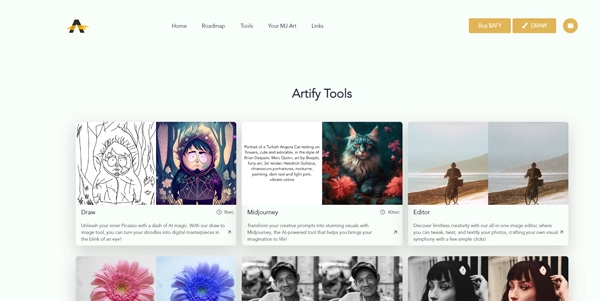 Home Roadmap Tools Your MJ Art Links
Buy $AFY DRAW
Artify Tools
Portrait of a Turkish Angora Cat resting on
flowers, cute and adorable, in the style of
Brian Despain, Marc Quinn, art by Beeple,
furry art, 3d render, Hendrick Goltzius,
chiaroscuro portraitures, nocturne,
painting, dark teal and light pink,
vibrant colors
Draw 8sec
Unleash your inner Picasso with a dash of AI magic. With our draw to
image tool, you can turn your doodles into digital masterpieces in
the blink of an eye!
Midjourney 60sec
Transform your creative prompts into stunning visuals with
Midjourney, the AI-powered tool that helps you brings your
imagination to life!
Editor
Discover limitless creativity with our all-in-one image editor, where
you can tweak, twist, and textify your photos, crafting your own visual
symphony with a few simple clicks!